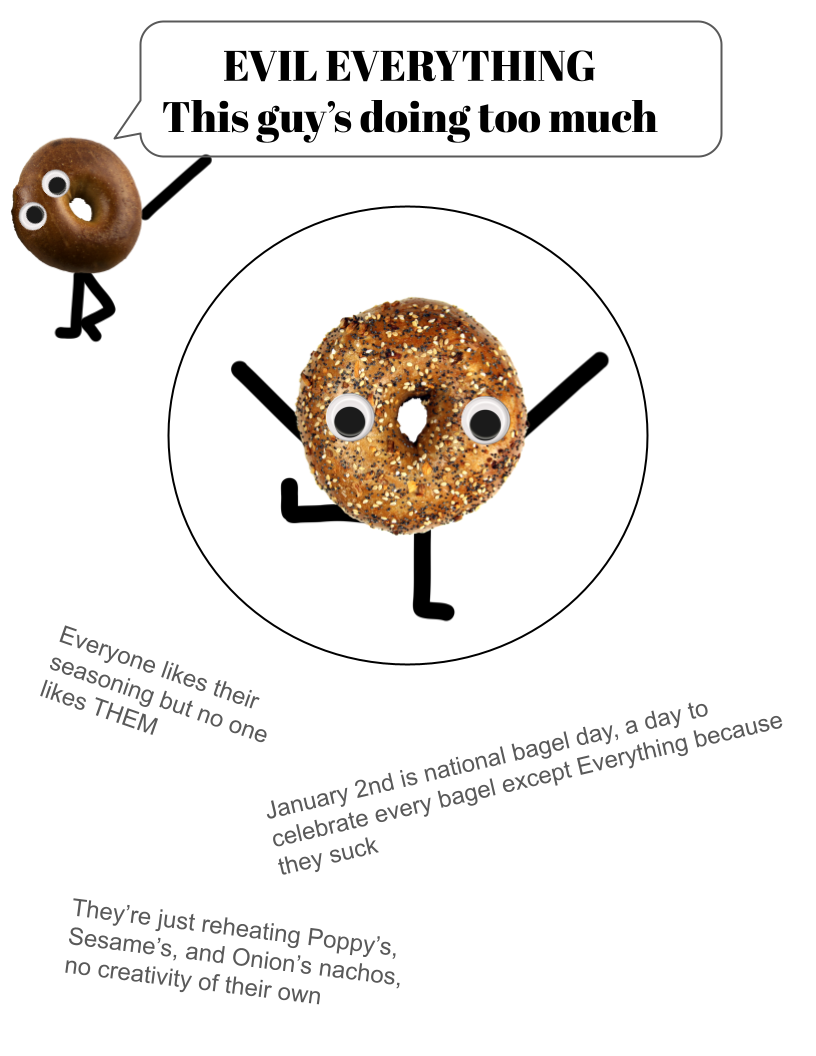 EVIL EVERYTHING
This guy’s doing too much
Everyone likes their
seasoning but no one
likes THEM
January 2nd is national bagel day, a day to
celebrate every bagel except Everything because
they suck
They’re just reheating Poppy’s,
Sesame’s, and Onion’s nachos,
no creativity of their own